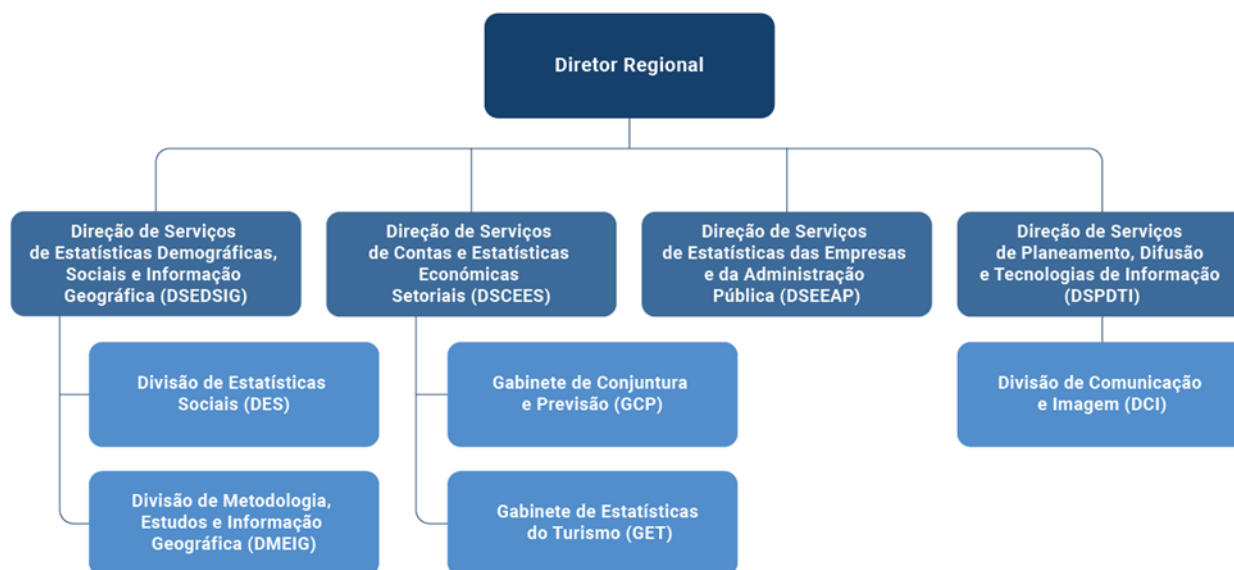 Diretor Regional
Direção de Serviços
de Estatísticas Demográficas,
Sociais e Informação
Geográfica (DSEDSIG)
Direção de Serviços
de Contas e Estatísticas
Económicas
Setoriais (DSCEES)
Direção de Serviços
de Estatísticas das Empresas
e da Administração
Pública (DSEEAP)
Direção de Serviços
de Planeamento, Difusão
e Tecnologias de Informação
(DSPDTI)
Divisão de Estatísticas
Sociais (DES)
Gabinete de Conjuntura
e Previsão (GCP)
Divisão de Comunicação
e Imagem (DCI)
Divisão de Metodologia,
Estudos e Informação
Geográfica (DMEIG)
Gabinete de Estatísticas
do Turismo (GET)